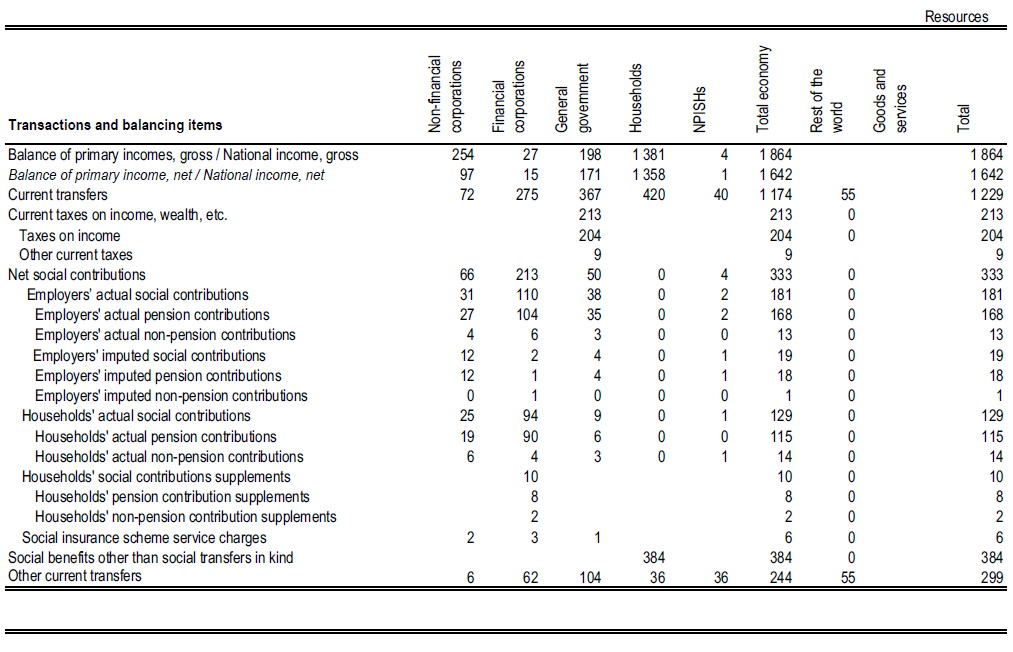 Resources
Transactions and balancing items Non-financial corporations Financial corporations General government Households NPISHs Total economy Rest of the world Goods and services Total
Balance of primary incomes, gross / National income, gross 254 27 198 1 381 4 1 864 1 864
Balance of primary income, net / National income, net 97 15 171 1 358 1 1 642 1 642
Current transfers 72 275 367 420 40 1 174 55 1 229
Current taxes on income, wealth, etc. 213 213 0 213
Taxes on income 204 204 0 204
Other current taxes 9 9 9
Net social contributions 66 213 50 0 4 333 0 333
Employers' actual social contributions 31 110 38 0 2 181 0 181
Employers' actual pension contributions 27 104 35 0 2 168 0 168
Employers' actual non-pension contributions 4 6 3 0 0 13 0 13
Employers' imputed social contributions 12 2 4 0 1 19 0 19
Employers' imputed pension contributions 12 1 4 0 1 18 0 18
Employers' imputed non-pension contributions 0 1 0 0 0 1 0 1
Households' actual social contributions 25 94 9 0 1 129 0 129
Households' actual pension contributions 19 90 6 0 0 115 0 115
Households' actual non-pension contributions 6 4 3 0 1 14 0 14
Households' social contributions supplements 10 10 0 10
Households' pension contribution supplements 8 8 0 8
Households' non-pension contribution supplements 2 2 0 2
Social insurance scheme service charges 2 3 1 6 0 6
Social benefits other than social transfers in kind 384 384 0 384
Other current transfers 6 62 104 36 36 244 55 299